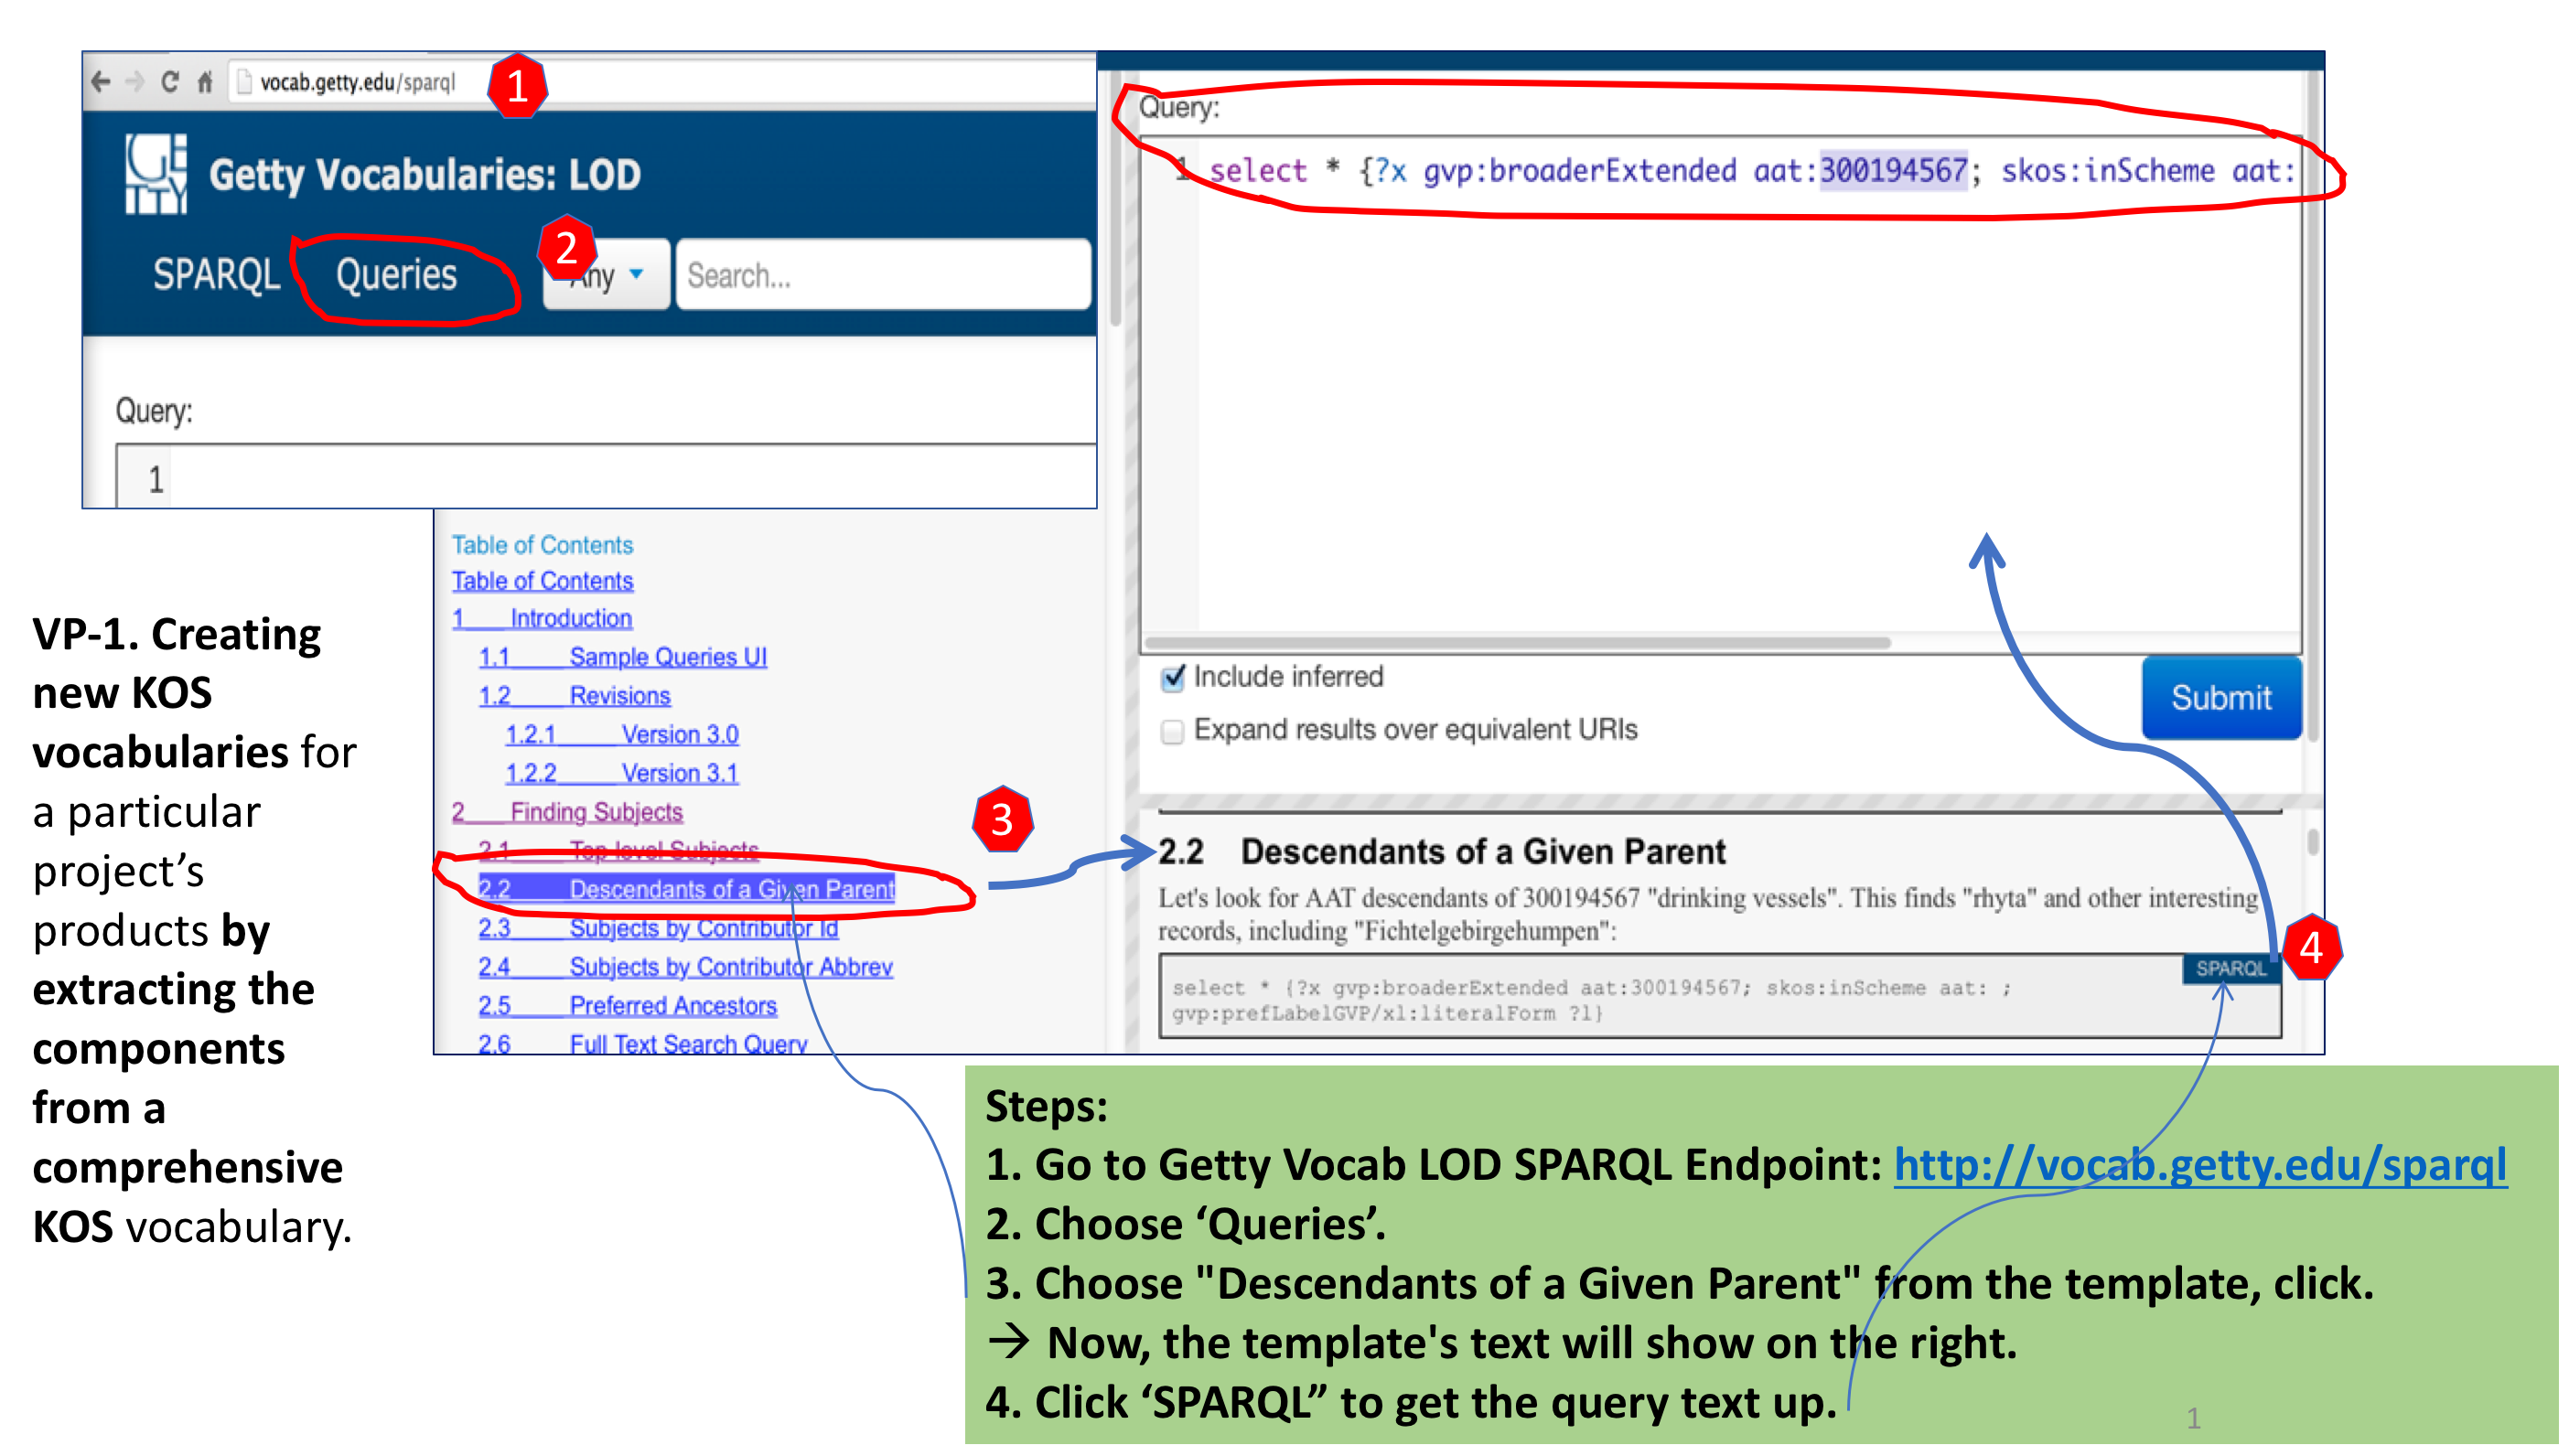 vocab.getty.edu/sparql
1
Getty Vocabularies: LOD
SPARQL
Queries
2
Any
Search...
Query:
1
Query:
1 select * {?x gvp:broaderExtended aat:300194567; skos:inScheme aat:
Include inferred
Expand results over equivalent URIs
Submit
Table of Contents
Table of Contents
1 Introduction
1.1 Sample Queries UI
1.2 Revisions
1.2.1 Version 3.0
1.2.2 Version 3.1
2 Finding Subjects
2.1 Top-level Subjects
2.2 Descendants of a Given Parent
2.3 Subjects by Contributor Id
2.4 Subjects by Contributor Abbrev
2.5 Preferred Ancestors
2.6 Full Text Search Query
3
2.2 Descendants of a Given Parent
Let's look for AAT descendants of 300194567 "drinking vessels". This finds "rhyta" and other interesting
records, including "Fichtelgebirgehumpen":
SPARQL
4
select * {?x gvp:broaderExtended aat:300194567; skos:inScheme aat: ;
gvp:prefLabelGVP/xl:literalForm ?l}
VP-1. Creating
new KOS
vocabularies for
a particular
project’s
products by
extracting the
components
from a
comprehensive
KOS vocabulary.
Steps:
1. Go to Getty Vocab LOD SPARQL Endpoint: http://vocab.getty.edu/sparql
2. Choose ‘Queries’.
3. Choose "Descendants of a Given Parent" from the template, click.
→ Now, the template's text will show on the right.
4. Click ‘SPARQL” to get the query text up.
1